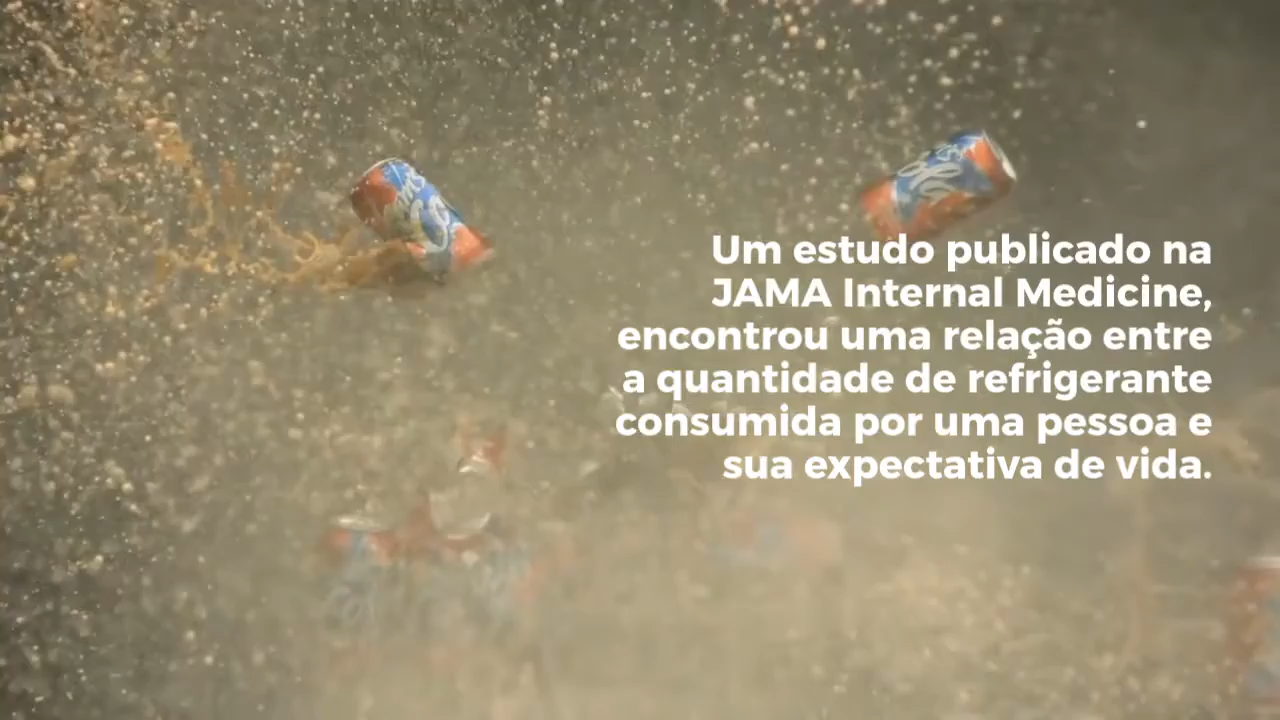 Um estudo publicado na
JAMA Internal Medicine,
encontrou uma relação entre
a quantidade de refrigerante
consumida por uma pessoa e
sua expectativa de vida.